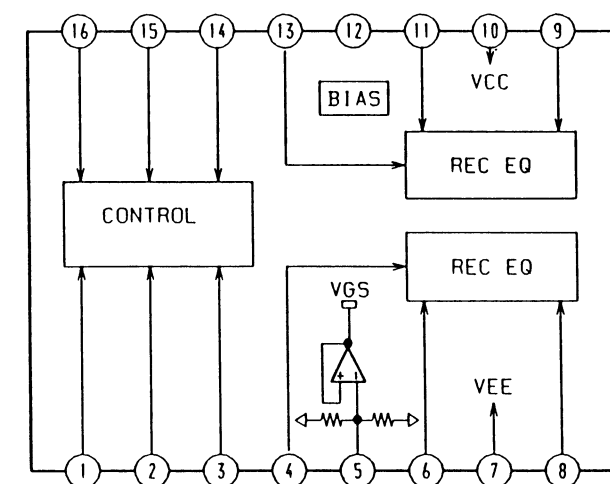 16 15 14 13 12 11 10 9
VCC
BIAS
REC EQ
CONTROL
REC EQ
VGS
+ -
VEE
1 2 3 4 5 6 7 8